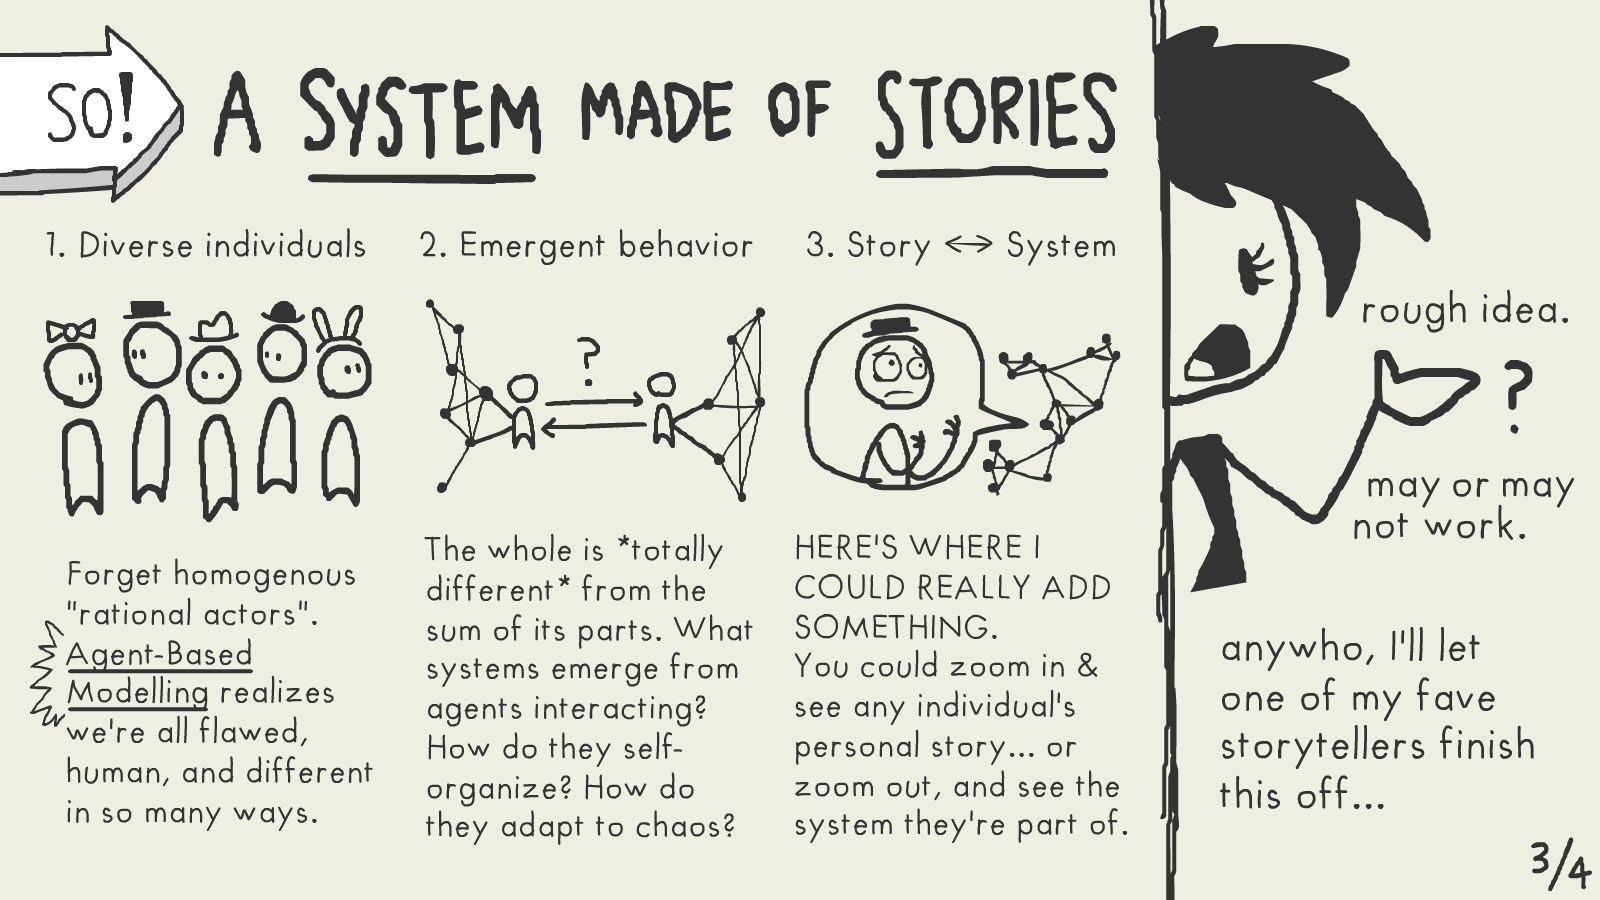 SO!
A SYSTEM MADE OF STORIES
1. Diverse individuals
Forget homogenous
"rational actors".
Agent-Based
Modelling realizes
we're all flawed,
human, and different
in so many ways.
2. Emergent behavior
?
The whole is *totally
different* from the
sum of its parts. What
systems emerge from
agents interacting?
How do they self-
organize? How do
they adapt to chaos?
3. Story ↔ System
HERE'S WHERE I
COULD REALLY ADD
SOMETHING.
You could zoom in &
see any individual's
personal story... or
zoom out, and see the
system they're part of.
rough idea.
?
may or may
not work.
anywho, I'll let
one of my fave
storytellers finish
this off...
3/4